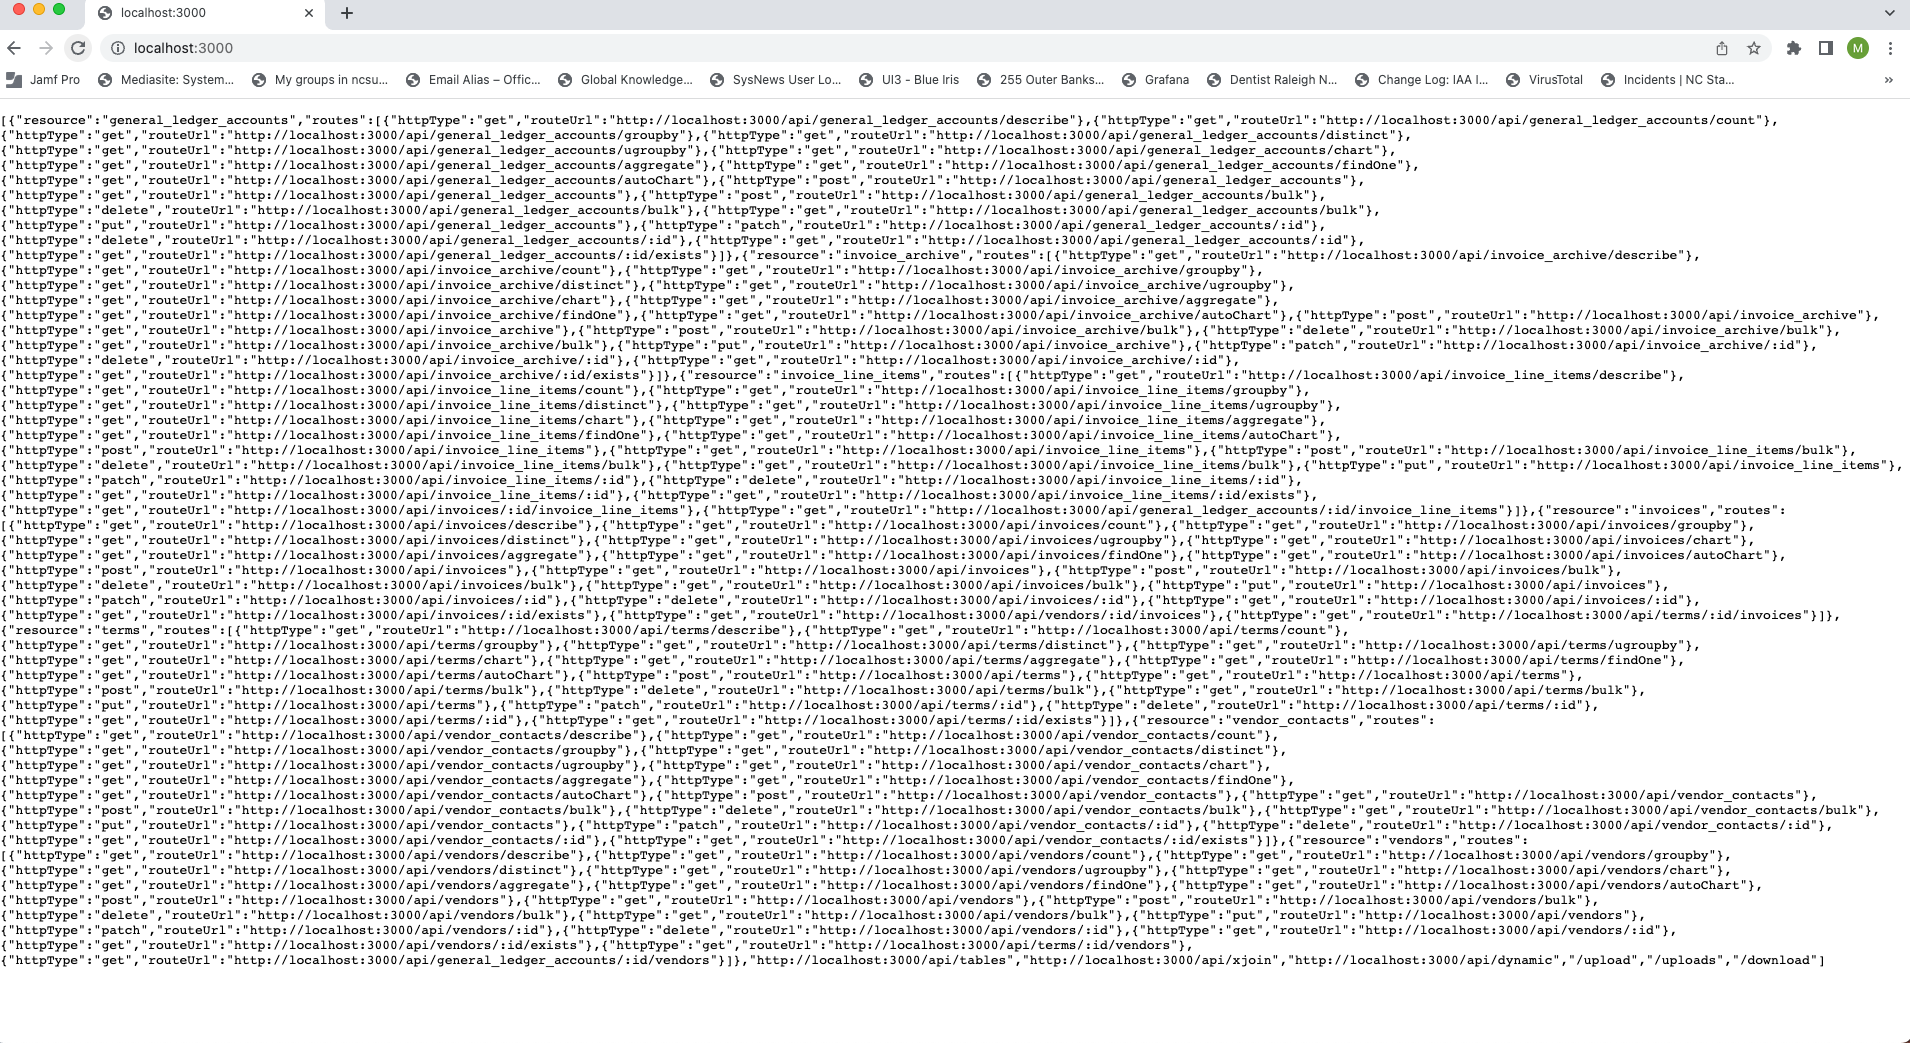 localhost:3000
localhost:3000
M
Jamf Pro Mediasite: System... My groups in ncsu... Email Alias – Offic... Global Knowledge... SysNews User Lo... UI3 - Blue Iris 255 Outer Banks... Grafana Dentist Raleigh N... Change Log: IAA I... VirusTotal Incidents | NC Sta... »
[{"resource":"general_ledger_accounts","routes":[{"httpType":"get","routeUrl":"http://localhost:3000/api/general_ledger_accounts/describe"},{"httpType":"get","routeUrl":"http://localhost:3000/api/general_ledger_accounts/count"},
{"httpType":"get","routeUrl":"http://localhost:3000/api/general_ledger_accounts/groupby"},{"httpType":"get","routeUrl":"http://localhost:3000/api/general_ledger_accounts/distinct"},
{"httpType":"get","routeUrl":"http://localhost:3000/api/general_ledger_accounts/ugroupby"},{"httpType":"get","routeUrl":"http://localhost:3000/api/general_ledger_accounts/chart"},
{"httpType":"get","routeUrl":"http://localhost:3000/api/general_ledger_accounts/aggregate"},{"httpType":"get","routeUrl":"http://localhost:3000/api/general_ledger_accounts/findOne"},
{"httpType":"get","routeUrl":"http://localhost:3000/api/general_ledger_accounts/autoChart"},{"httpType":"post","routeUrl":"http://localhost:3000/api/general_ledger_accounts"},
{"httpType":"get","routeUrl":"http://localhost:3000/api/general_ledger_accounts"},{"httpType":"post","routeUrl":"http://localhost:3000/api/general_ledger_accounts/bulk"},
{"httpType":"delete","routeUrl":"http://localhost:3000/api/general_ledger_accounts/bulk"},{"httpType":"get","routeUrl":"http://localhost:3000/api/general_ledger_accounts/bulk"},
{"httpType":"put","routeUrl":"http://localhost:3000/api/general_ledger_accounts"},{"httpType":"patch","routeUrl":"http://localhost:3000/api/general_ledger_accounts/:id"},
{"httpType":"delete","routeUrl":"http://localhost:3000/api/general_ledger_accounts/:id"},{"httpType":"get","routeUrl":"http://localhost:3000/api/general_ledger_accounts/:id"},
{"httpType":"get","routeUrl":"http://localhost:3000/api/general_ledger_accounts/:id/exists"}]},{"resource":"invoice_archive","routes":[{"httpType":"get","routeUrl":"http://localhost:3000/api/invoice_archive/describe"},
{"httpType":"get","routeUrl":"http://localhost:3000/api/invoice_archive/count"},{"httpType":"get","routeUrl":"http://localhost:3000/api/invoice_archive/groupby"},
{"httpType":"get","routeUrl":"http://localhost:3000/api/invoice_archive/distinct"},{"httpType":"get","routeUrl":"http://localhost:3000/api/invoice_archive/ugroupby"},
{"httpType":"get","routeUrl":"http://localhost:3000/api/invoice_archive/chart"},{"httpType":"get","routeUrl":"http://localhost:3000/api/invoice_archive/aggregate"},
{"httpType":"get","routeUrl":"http://localhost:3000/api/invoice_archive/findOne"},{"httpType":"get","routeUrl":"http://localhost:3000/api/invoice_archive/autoChart"},{"httpType":"post","routeUrl":"http://localhost:3000/api/invoice_archive"},
{"httpType":"get","routeUrl":"http://localhost:3000/api/invoice_archive"},{"httpType":"post","routeUrl":"http://localhost:3000/api/invoice_archive/bulk"},{"httpType":"delete","routeUrl":"http://localhost:3000/api/invoice_archive/bulk"},
{"httpType":"get","routeUrl":"http://localhost:3000/api/invoice_archive/bulk"},{"httpType":"put","routeUrl":"http://localhost:3000/api/invoice_archive"},{"httpType":"patch","routeUrl":"http://localhost:3000/api/invoice_archive/:id"},
{"httpType":"delete","routeUrl":"http://localhost:3000/api/invoice_archive/:id"},{"httpType":"get","routeUrl":"http://localhost:3000/api/invoice_archive/:id"},
{"httpType":"get","routeUrl":"http://localhost:3000/api/invoice_archive/:id/exists"}]},{"resource":"invoice_line_items","routes":[{"httpType":"get","routeUrl":"http://localhost:3000/api/invoice_line_items/describe"},
{"httpType":"get","routeUrl":"http://localhost:3000/api/invoice_line_items/count"},{"httpType":"get","routeUrl":"http://localhost:3000/api/invoice_line_items/groupby"},
{"httpType":"get","routeUrl":"http://localhost:3000/api/invoice_line_items/distinct"},{"httpType":"get","routeUrl":"http://localhost:3000/api/invoice_line_items/ugroupby"},
{"httpType":"get","routeUrl":"http://localhost:3000/api/invoice_line_items/chart"},{"httpType":"get","routeUrl":"http://localhost:3000/api/invoice_line_items/aggregate"},
{"httpType":"get","routeUrl":"http://localhost:3000/api/invoice_line_items/findOne"},{"httpType":"get","routeUrl":"http://localhost:3000/api/invoice_line_items/autoChart"},
{"httpType":"post","routeUrl":"http://localhost:3000/api/invoice_line_items"},{"httpType":"get","routeUrl":"http://localhost:3000/api/invoice_line_items"},{"httpType":"post","routeUrl":"http://localhost:3000/api/invoice_line_items/bulk"},
{"httpType":"delete","routeUrl":"http://localhost:3000/api/invoice_line_items/bulk"},{"httpType":"get","routeUrl":"http://localhost:3000/api/invoice_line_items/bulk"},{"httpType":"put","routeUrl":"http://localhost:3000/api/invoice_line_items"},
{"httpType":"patch","routeUrl":"http://localhost:3000/api/invoice_line_items/:id"},{"httpType":"delete","routeUrl":"http://localhost:3000/api/invoice_line_items/:id"},
{"httpType":"get","routeUrl":"http://localhost:3000/api/invoice_line_items/:id"},{"httpType":"get","routeUrl":"http://localhost:3000/api/invoice_line_items/:id/exists"},
{"httpType":"get","routeUrl":"http://localhost:3000/api/invoices/:id/invoice_line_items"},{"httpType":"get","routeUrl":"http://localhost:3000/api/general_ledger_accounts/:id/invoice_line_items"}]},{"resource":"invoices","routes":
[{"httpType":"get","routeUrl":"http://localhost:3000/api/invoices/describe"},{"httpType":"get","routeUrl":"http://localhost:3000/api/invoices/count"},{"httpType":"get","routeUrl":"http://localhost:3000/api/invoices/groupby"},
{"httpType":"get","routeUrl":"http://localhost:3000/api/invoices/distinct"},{"httpType":"get","routeUrl":"http://localhost:3000/api/invoices/ugroupby"},{"httpType":"get","routeUrl":"http://localhost:3000/api/invoices/chart"},
{"httpType":"get","routeUrl":"http://localhost:3000/api/invoices/aggregate"},{"httpType":"get","routeUrl":"http://localhost:3000/api/invoices/findOne"},{"httpType":"get","routeUrl":"http://localhost:3000/api/invoices/autoChart"},
{"httpType":"post","routeUrl":"http://localhost:3000/api/invoices"},{"httpType":"get","routeUrl":"http://localhost:3000/api/invoices"},{"httpType":"post","routeUrl":"http://localhost:3000/api/invoices/bulk"},
{"httpType":"delete","routeUrl":"http://localhost:3000/api/invoices/bulk"},{"httpType":"get","routeUrl":"http://localhost:3000/api/invoices/bulk"},{"httpType":"put","routeUrl":"http://localhost:3000/api/invoices"},
{"httpType":"patch","routeUrl":"http://localhost:3000/api/invoices/:id"},{"httpType":"delete","routeUrl":"http://localhost:3000/api/invoices/:id"},{"httpType":"get","routeUrl":"http://localhost:3000/api/invoices/:id"},
{"httpType":"get","routeUrl":"http://localhost:3000/api/invoices/:id/exists"},{"httpType":"get","routeUrl":"http://localhost:3000/api/vendors/:id/invoices"},{"httpType":"get","routeUrl":"http://localhost:3000/api/terms/:id/invoices"}]},
{"resource":"terms","routes":[{"httpType":"get","routeUrl":"http://localhost:3000/api/terms/describe"},{"httpType":"get","routeUrl":"http://localhost:3000/api/terms/count"},
{"httpType":"get","routeUrl":"http://localhost:3000/api/terms/groupby"},{"httpType":"get","routeUrl":"http://localhost:3000/api/terms/distinct"},{"httpType":"get","routeUrl":"http://localhost:3000/api/terms/ugroupby"},
{"httpType":"get","routeUrl":"http://localhost:3000/api/terms/chart"},{"httpType":"get","routeUrl":"http://localhost:3000/api/terms/aggregate"},{"httpType":"get","routeUrl":"http://localhost:3000/api/terms/findOne"},
{"httpType":"get","routeUrl":"http://localhost:3000/api/terms/autoChart"},{"httpType":"post","routeUrl":"http://localhost:3000/api/terms"},{"httpType":"get","routeUrl":"http://localhost:3000/api/terms"},
{"httpType":"post","routeUrl":"http://localhost:3000/api/terms/bulk"},{"httpType":"delete","routeUrl":"http://localhost:3000/api/terms/bulk"},{"httpType":"get","routeUrl":"http://localhost:3000/api/terms/bulk"},
{"httpType":"put","routeUrl":"http://localhost:3000/api/terms"},{"httpType":"patch","routeUrl":"http://localhost:3000/api/terms/:id"},{"httpType":"delete","routeUrl":"http://localhost:3000/api/terms/:id"},
{"httpType":"get","routeUrl":"http://localhost:3000/api/terms/:id"},{"httpType":"get","routeUrl":"http://localhost:3000/api/terms/:id/exists"}]},{"resource":"vendor_contacts","routes":
[{"httpType":"get","routeUrl":"http://localhost:3000/api/vendor_contacts/describe"},{"httpType":"get","routeUrl":"http://localhost:3000/api/vendor_contacts/count"},
{"httpType":"get","routeUrl":"http://localhost:3000/api/vendor_contacts/groupby"},{"httpType":"get","routeUrl":"http://localhost:3000/api/vendor_contacts/distinct"},
{"httpType":"get","routeUrl":"http://localhost:3000/api/vendor_contacts/ugroupby"},{"httpType":"get","routeUrl":"http://localhost:3000/api/vendor_contacts/chart"},
{"httpType":"get","routeUrl":"http://localhost:3000/api/vendor_contacts/aggregate"},{"httpType":"get","routeUrl":"http://localhost:3000/api/vendor_contacts/findOne"},
{"httpType":"get","routeUrl":"http://localhost:3000/api/vendor_contacts/autoChart"},{"httpType":"post","routeUrl":"http://localhost:3000/api/vendor_contacts"},{"httpType":"get","routeUrl":"http://localhost:3000/api/vendor_contacts"},
{"httpType":"post","routeUrl":"http://localhost:3000/api/vendor_contacts/bulk"},{"httpType":"delete","routeUrl":"http://localhost:3000/api/vendor_contacts/bulk"},{"httpType":"get","routeUrl":"http://localhost:3000/api/vendor_contacts/bulk"},
{"httpType":"put","routeUrl":"http://localhost:3000/api/vendor_contacts"},{"httpType":"patch","routeUrl":"http://localhost:3000/api/vendor_contacts/:id"},{"httpType":"delete","routeUrl":"http://localhost:3000/api/vendor_contacts/:id"},
{"httpType":"get","routeUrl":"http://localhost:3000/api/vendor_contacts/:id"},{"httpType":"get","routeUrl":"http://localhost:3000/api/vendor_contacts/:id/exists"}]},{"resource":"vendors","routes":
[{"httpType":"get","routeUrl":"http://localhost:3000/api/vendors/describe"},{"httpType":"get","routeUrl":"http://localhost:3000/api/vendors/count"},{"httpType":"get","routeUrl":"http://localhost:3000/api/vendors/groupby"},
{"httpType":"get","routeUrl":"http://localhost:3000/api/vendors/distinct"},{"httpType":"get","routeUrl":"http://localhost:3000/api/vendors/ugroupby"},{"httpType":"get","routeUrl":"http://localhost:3000/api/vendors/chart"},
{"httpType":"get","routeUrl":"http://localhost:3000/api/vendors/aggregate"},{"httpType":"get","routeUrl":"http://localhost:3000/api/vendors/findOne"},{"httpType":"get","routeUrl":"http://localhost:3000/api/vendors/autoChart"},
{"httpType":"post","routeUrl":"http://localhost:3000/api/vendors"},{"httpType":"get","routeUrl":"http://localhost:3000/api/vendors"},{"httpType":"post","routeUrl":"http://localhost:3000/api/vendors/bulk"},
{"httpType":"delete","routeUrl":"http://localhost:3000/api/vendors/bulk"},{"httpType":"get","routeUrl":"http://localhost:3000/api/vendors/bulk"},{"httpType":"put","routeUrl":"http://localhost:3000/api/vendors"},
{"httpType":"patch","routeUrl":"http://localhost:3000/api/vendors/:id"},{"httpType":"delete","routeUrl":"http://localhost:3000/api/vendors/:id"},{"httpType":"get","routeUrl":"http://localhost:3000/api/vendors/:id"},
{"httpType":"get","routeUrl":"http://localhost:3000/api/vendors/:id/exists"},{"httpType":"get","routeUrl":"http://localhost:3000/api/terms/:id/vendors"},
{"httpType":"get","routeUrl":"http://localhost:3000/api/general_ledger_accounts/:id/vendors"}]},"http://localhost:3000/api/tables","http://localhost:3000/api/xjoin","http://localhost:3000/api/dynamic","/upload","/uploads","/download"]